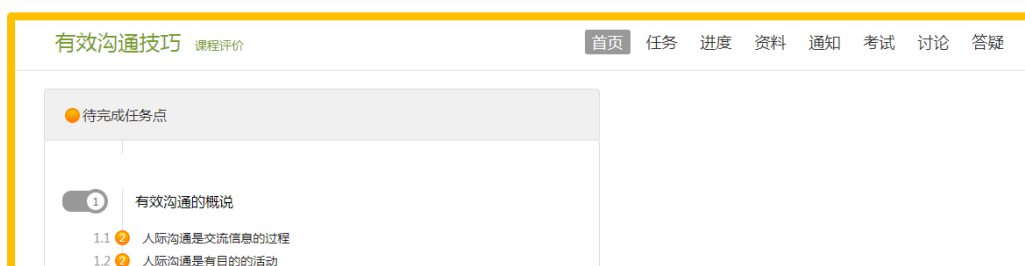 有效沟通技巧 课程评价 首页 任务 进度 资料 通知 考试 讨论 答疑
待完成任务点
1 有效沟通的概说
1.1 2 人际沟通是交流信息的过程
1.2 2 人际沟通是有目的的活动